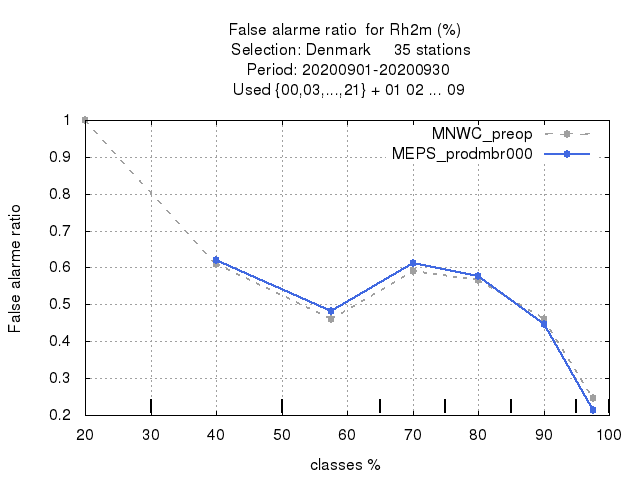 False alarme ratio  for Rh2m (%)
Selection: Denmark     35 stations
Period: 20200901-20200930
Used {00,03,...,21} + 01 02 ... 09
MNWC_preop
MEPS_prodmbr000
False alarme ratio
1
0.9
0.8
0.7
0.6
0.5
0.4
0.3
0.2
20 30 40 50 60 70 80 90 100
classes %